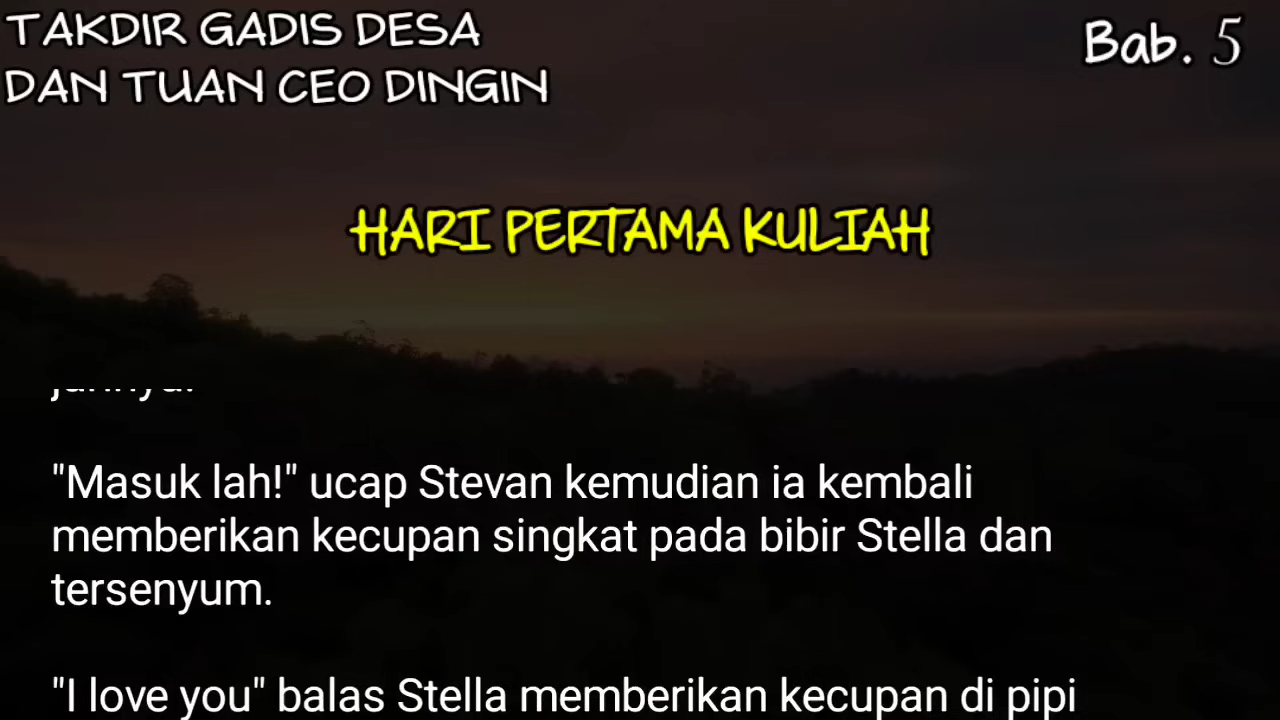 TAKDIR GADIS DESA
DAN TUAN CEO DINGIN
Bab. 5
HARI PERTAMA KULIAH
"Masuk lah!" ucap Stevan kemudian ia kembali
memberikan kecupan singkat pada bibir Stella dan
tersenyum.
"I love you" balas Stella memberikan kecupan di pipi